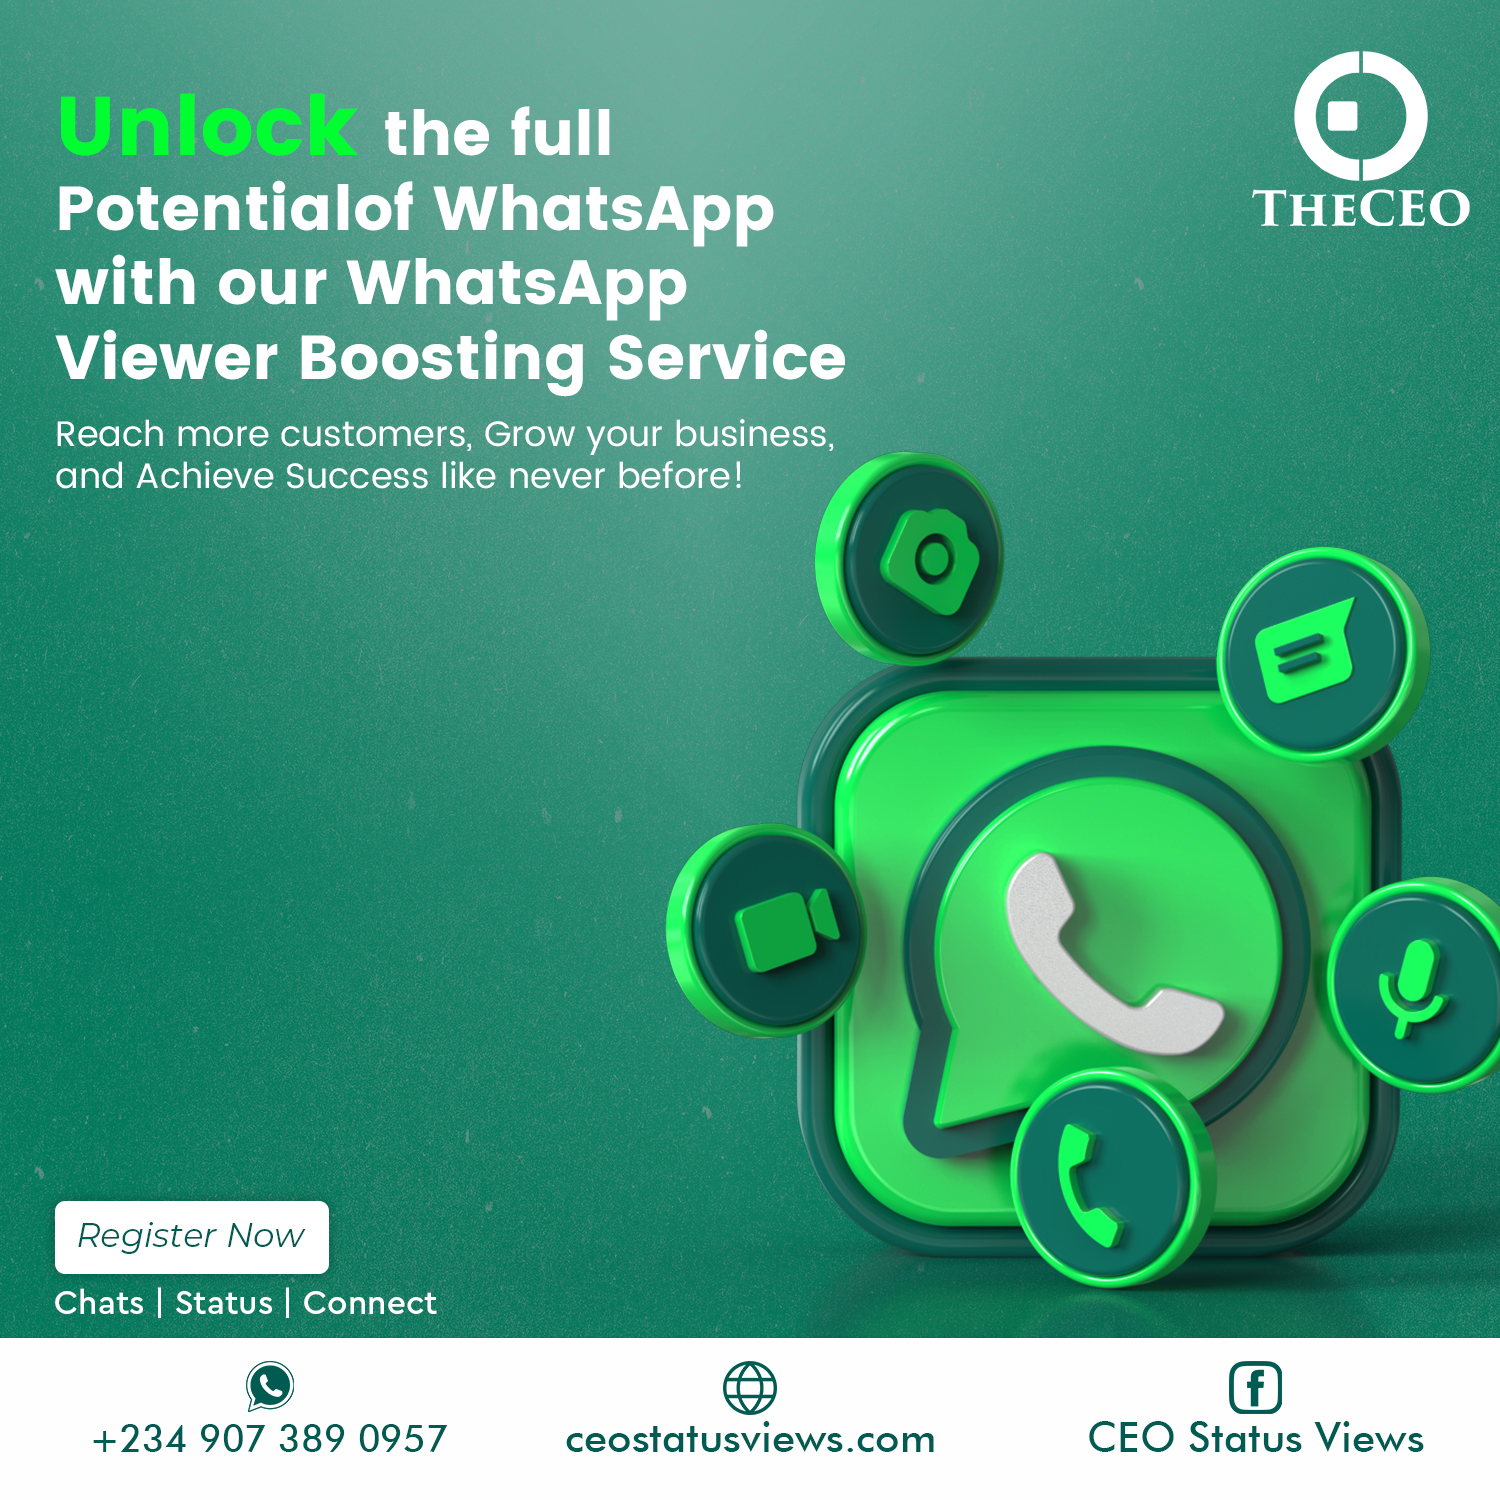 Unlock the full
Potentialof WhatsApp
with our WhatsApp
Viewer Boosting Service
Reach more customers, Grow your business,
and Achieve Success like never before!
THECEO
Register Now
Chats | Status | Connect
+234 907 389 0957
ceostatusviews.com
CEO Status Views